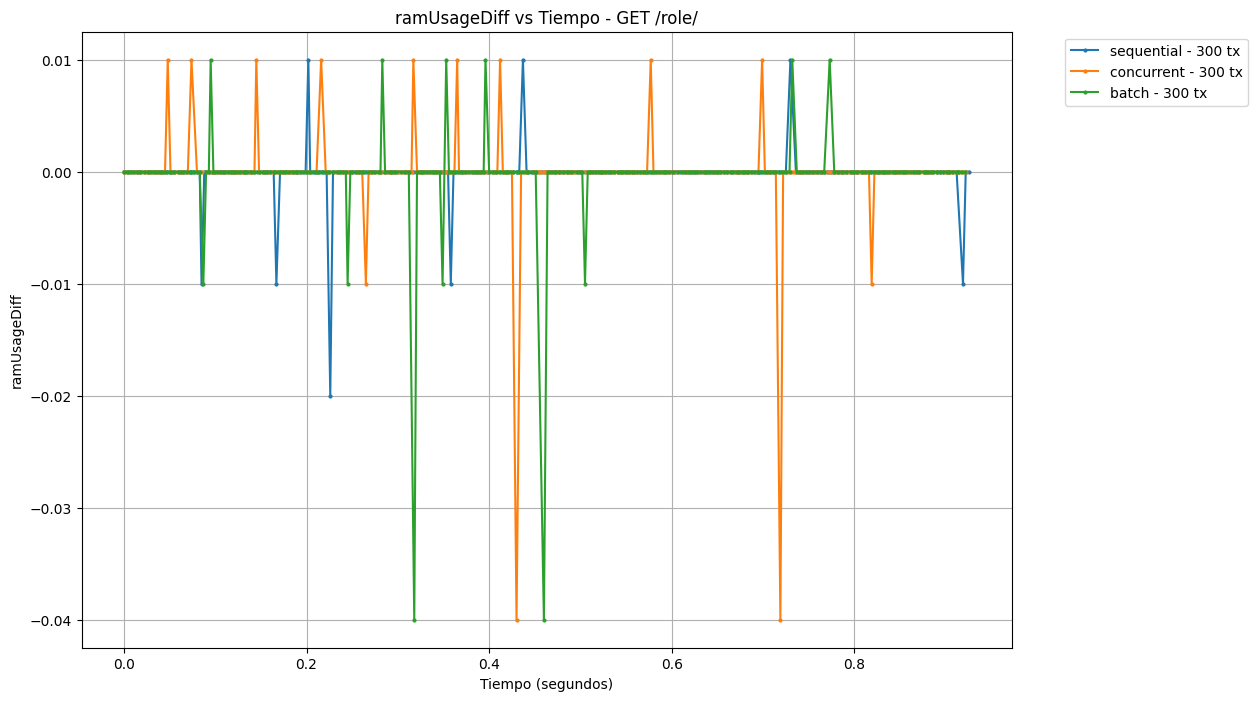 ramUsageDiff vs Tiempo - GET /role/
sequential - 300 tx
concurrent - 300 tx
batch - 300 tx
ramUsageDiff
0.01
0.00
−0.01
−0.02
−0.03
−0.04
0.0
0.2
0.4
0.6
0.8
Tiempo (segundos)